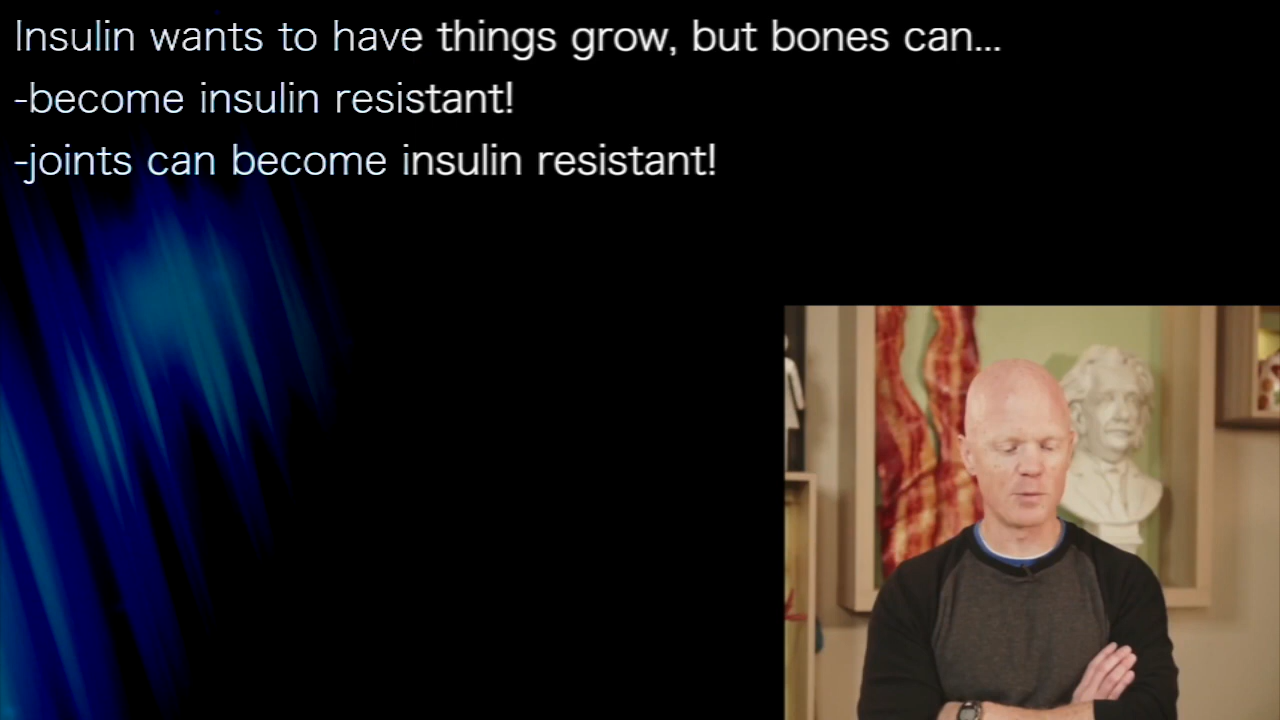 Insulin wants to have things grow, but bones can...
-become insulin resistant!
-joints can become insulin resistant!